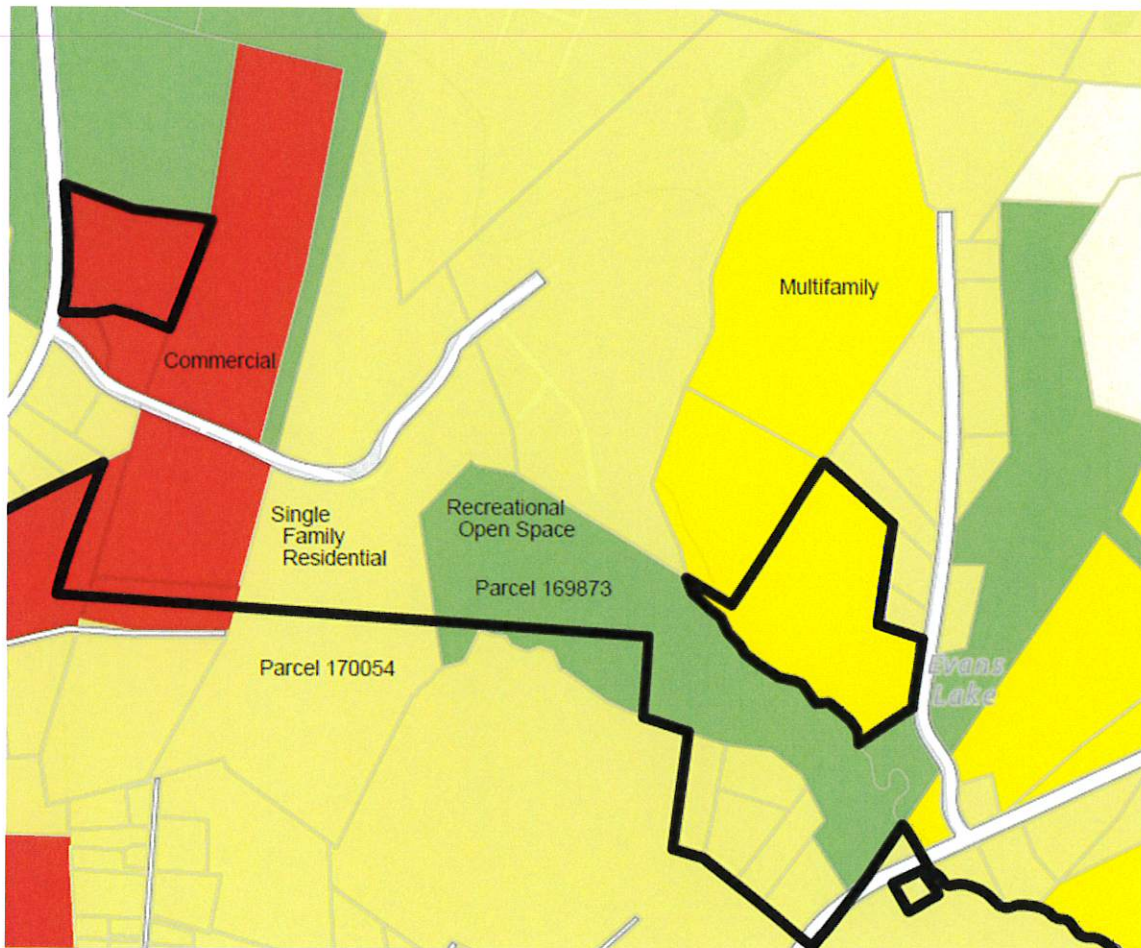 Multifamily
Commercial
Single
Family
Residential
Recreational
Open Space
Parcel 169873
Parcel 170054
Evans
Lake